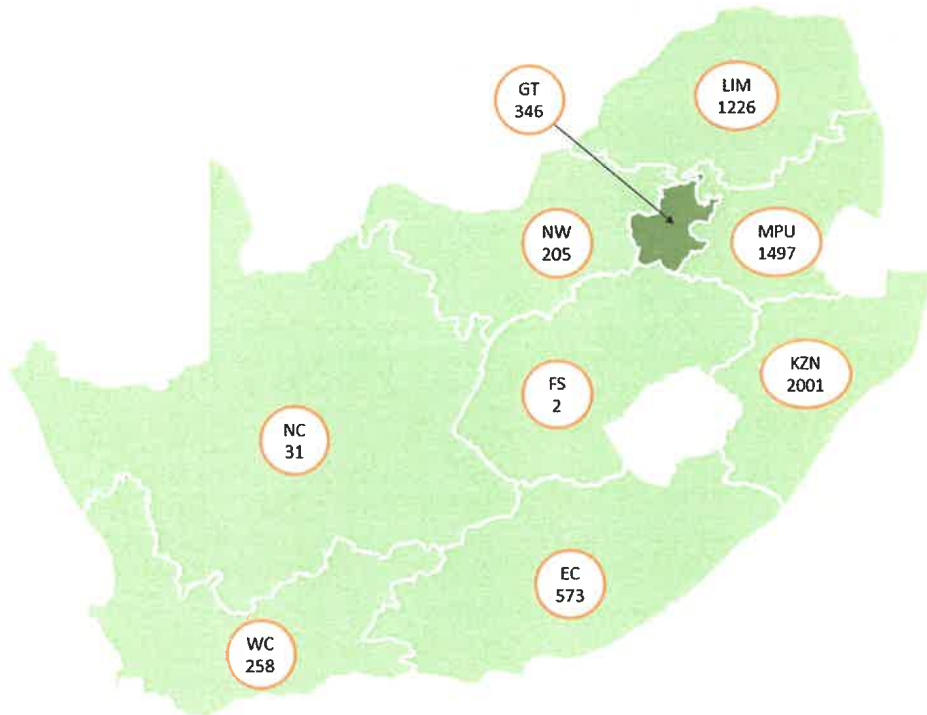 GT
346
LIM
1226
NW
205
MPU
1497
KZN
2001
FS
2
NC
31
EC
573
WC
258